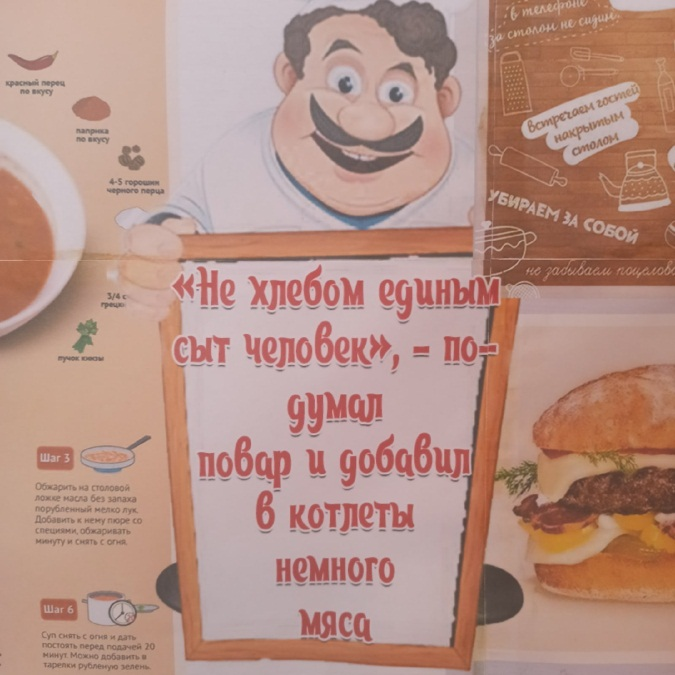 красный перец
по вкусу
паприка
по вкусу
4-5 горошин
черного перца
3/4 с
грецк
пучок кинзы
Шаг 3
Обжарить на столовой
ложке масла без запаха
порубленный мелко лук.
Добавить к нему пюре со
специями, обжаривать
минуту и снять с огня.
Шаг 6
Суп снять с огня и дать
постоять перед подачей 20
минут. Можно добавить в
тарелки рубленую зелень.
«Не хлебом единым
сыт человек», – по-
думал
повар и добавил
в котлеты
немного
мяса
в телефоне
за столом не сидим.
Встречаем гостей
накрытым
столом
УБИРАЕМ ЗА СОБОЙ
не забываем